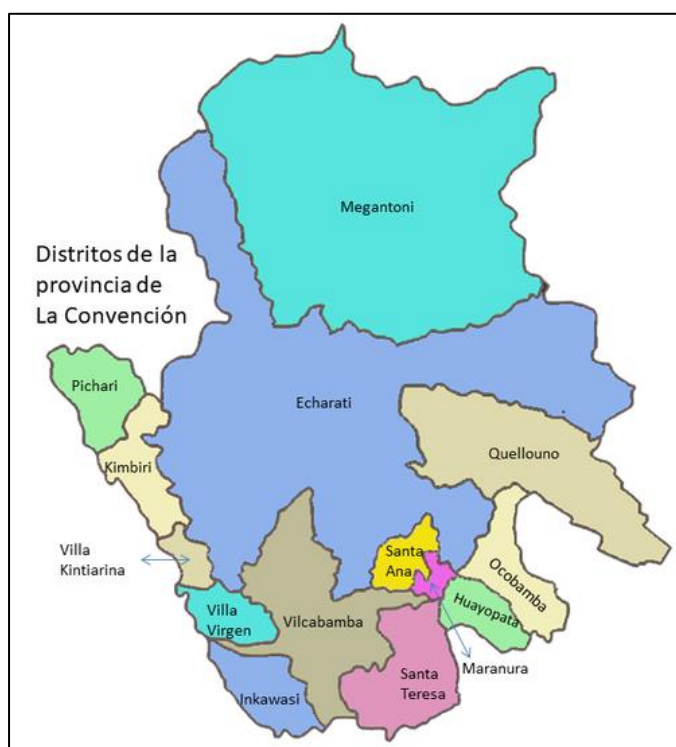 Megantoni
Distritos de la
provincia de
La Convención
Pichari
Echarati
Quellouno
Kimbiri
Villa
Kintiarina
Santa
Ana
Ocobamba
Huayopata
Villa
Virgen
Vilcabamba
Maranura
Santa
Teresa
Inkawasi